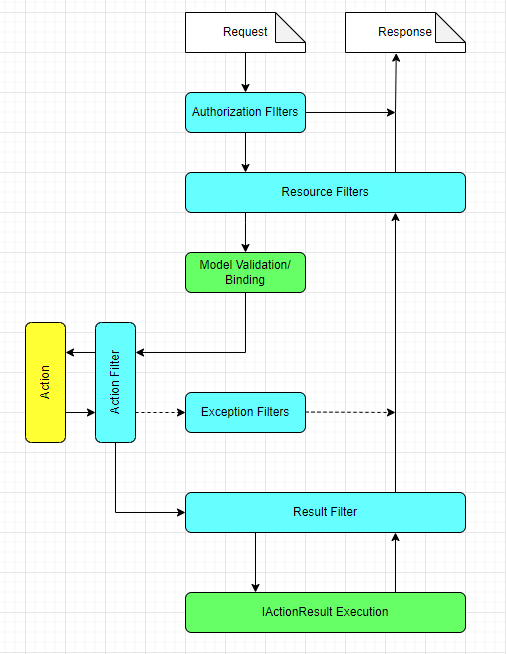 Request
Response
Authorization FIlters
Resource Filters
Model Validation/
Binding
Action
Action Filter
Exception Filters
Result Filter
IActionResult Execution